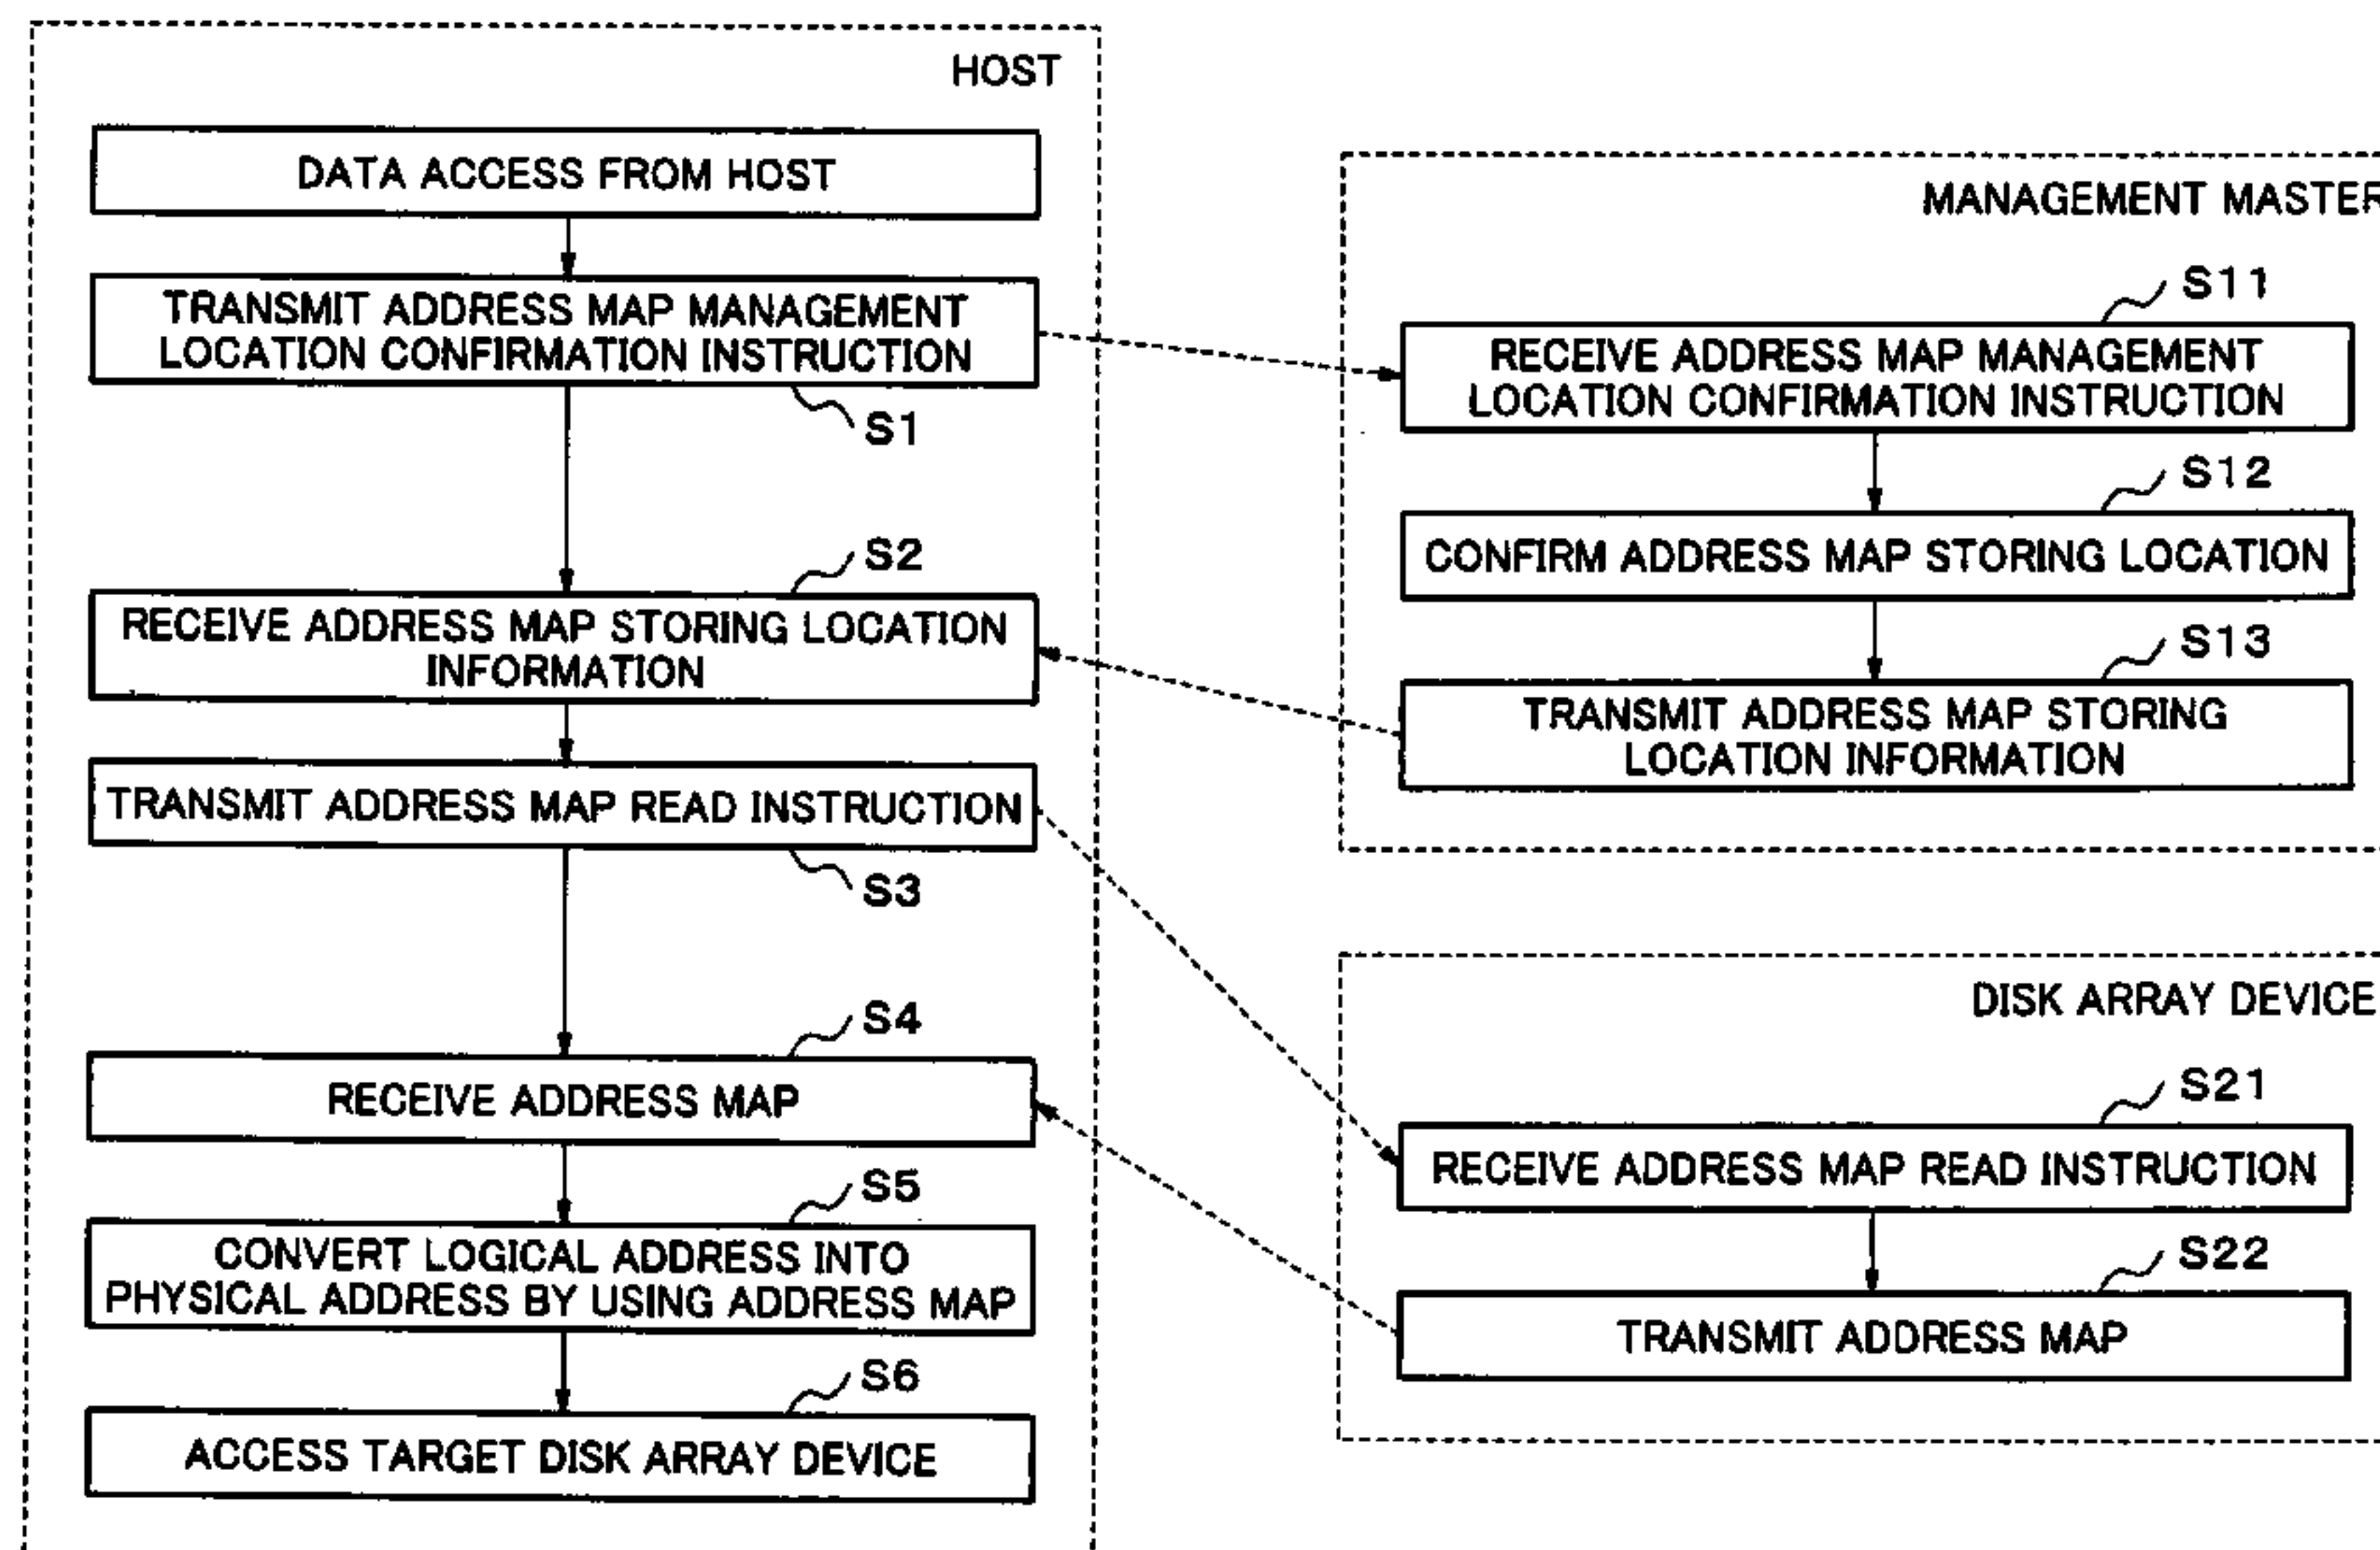 HOST
DATA ACCESS FROM HOST
TRANSMIT ADDRESS MAP MANAGEMENT
LOCATION CONFIRMATION INSTRUCTION
S1
S2
RECEIVE ADDRESS MAP STORING LOCATION
INFORMATION
TRANSMIT ADDRESS MAP READ INSTRUCTION
S3
S4
RECEIVE ADDRESS MAP
S5
CONVERT LOGICAL ADDRESS INTO
PHYSICAL ADDRESS BY USING ADDRESS MAP
S6
ACCESS TARGET DISK ARRAY DEVICE
MANAGEMENT MASTER
S11
RECEIVE ADDRESS MAP MANAGEMENT
LOCATION CONFIRMATION INSTRUCTION
S12
CONFIRM ADDRESS MAP STORING LOCATION
S13
TRANSMIT ADDRESS MAP STORING
LOCATION INFORMATION
DISK ARRAY DEVICE
S21
RECEIVE ADDRESS MAP READ INSTRUCTION
S22
TRANSMIT ADDRESS MAP